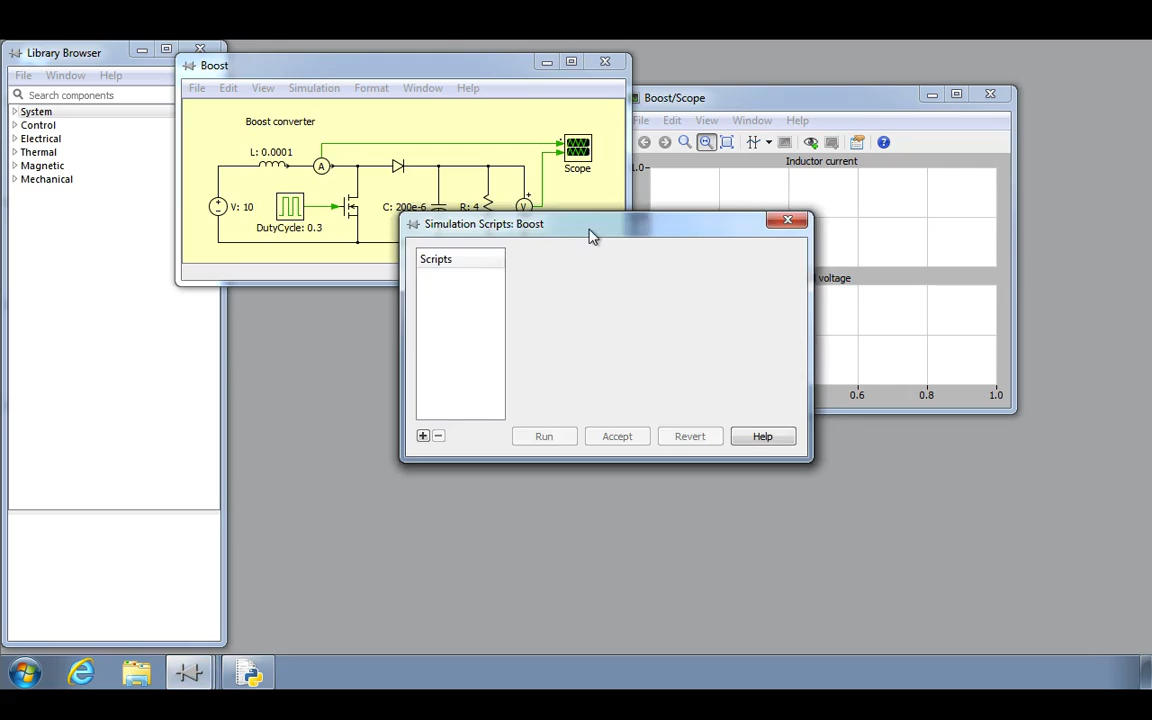 Library Browser
File Window Help
Search components
System
Control
Electrical
Thermal
Magnetic
Mechanical
Boost
File Edit View Simulation Format Window Help
Boost converter
L: 0.0001
A
Scope
V: 10
C: 200e-6
R: 4
V
DutyCycle: 0.3
Boost/Scope
File Edit View Window Help
Inductor current
1.0
voltage
0.6 0.8 1.0
Simulation Scripts: Boost
Scripts
Run Accept Revert Help